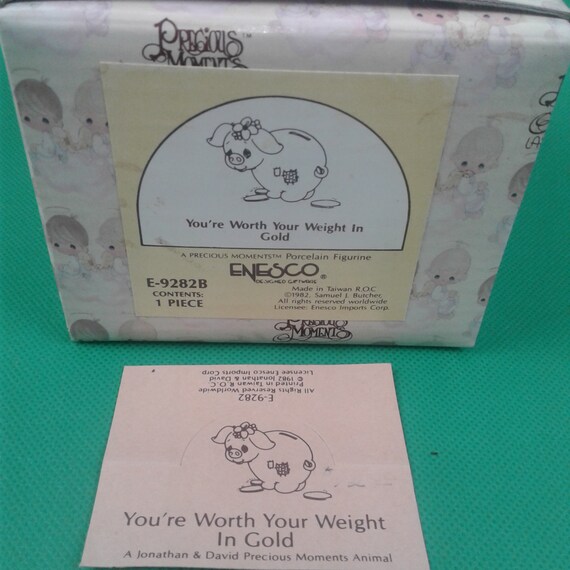 PRECIOUS
MOMENTS
You're Worth Your Weight In
Gold
A PRECIOUS MOMENTS™ Porcelain Figurine
ENESCO®
DESIGNED GIFTWARE
E-9282B
CONTENTS:
1 PIECE
Made in Taiwan R.O.C
©1982, Samuel J. Butcher,
All rights reserved worldwide
Licensee: Enesco Imports Corp.
PRECIOUS
MOMENTS
Licensee Enesco Imports Corp.
© 1982 Jonathan & David
Printed in Taiwan R.O.C.
All Rights Reserved Worldwide
E-9282
You're Worth Your Weight
In Gold
A Jonathan & David Precious Moments Animal